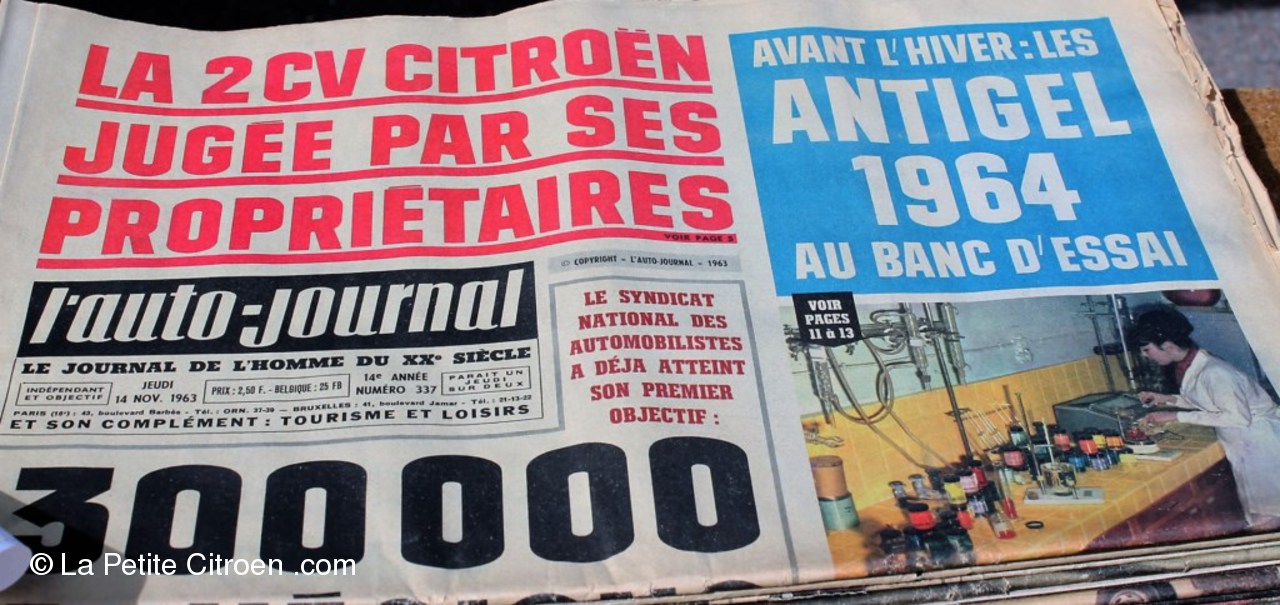 LA 2CV CITROËN
JUGÉE PAR SES
PROPRIÉTAIRES
VOIR PAGE 5
AVANT L'HIVER : LES
ANTIGEL
1964
AU BANC D'ESSAI
VOIR
PAGES
11 à 13
© COPYRIGHT - L'AUTO-JOURNAL - 1963
l'auto-journal
LE JOURNAL DE L'HOMME DU XXe SIÈCLE
INDÉPENDANT
ET OBJECTIF
JEUDI
14 NOV. 1963
PRIX : 2,50 F. - BELGIQUE : 25 FB
14e ANNÉE
NUMÉRO 337
PARAIT UN
JEUDI
SUR DEUX
PARIS (18e) : 43, boulevard Barbès - Tél. : ORN. 37-39 - BRUXELLES : 41, boulevard Jamar - Tél. : 21-13-22
ET SON COMPLÉMENT : TOURISME ET LOISIRS
LE SYNDICAT
NATIONAL DES
AUTOMOBILISTES
A DÉJA ATTEINT
SON PREMIER
OBJECTIF :
300 000
© La Petite Citroen .com